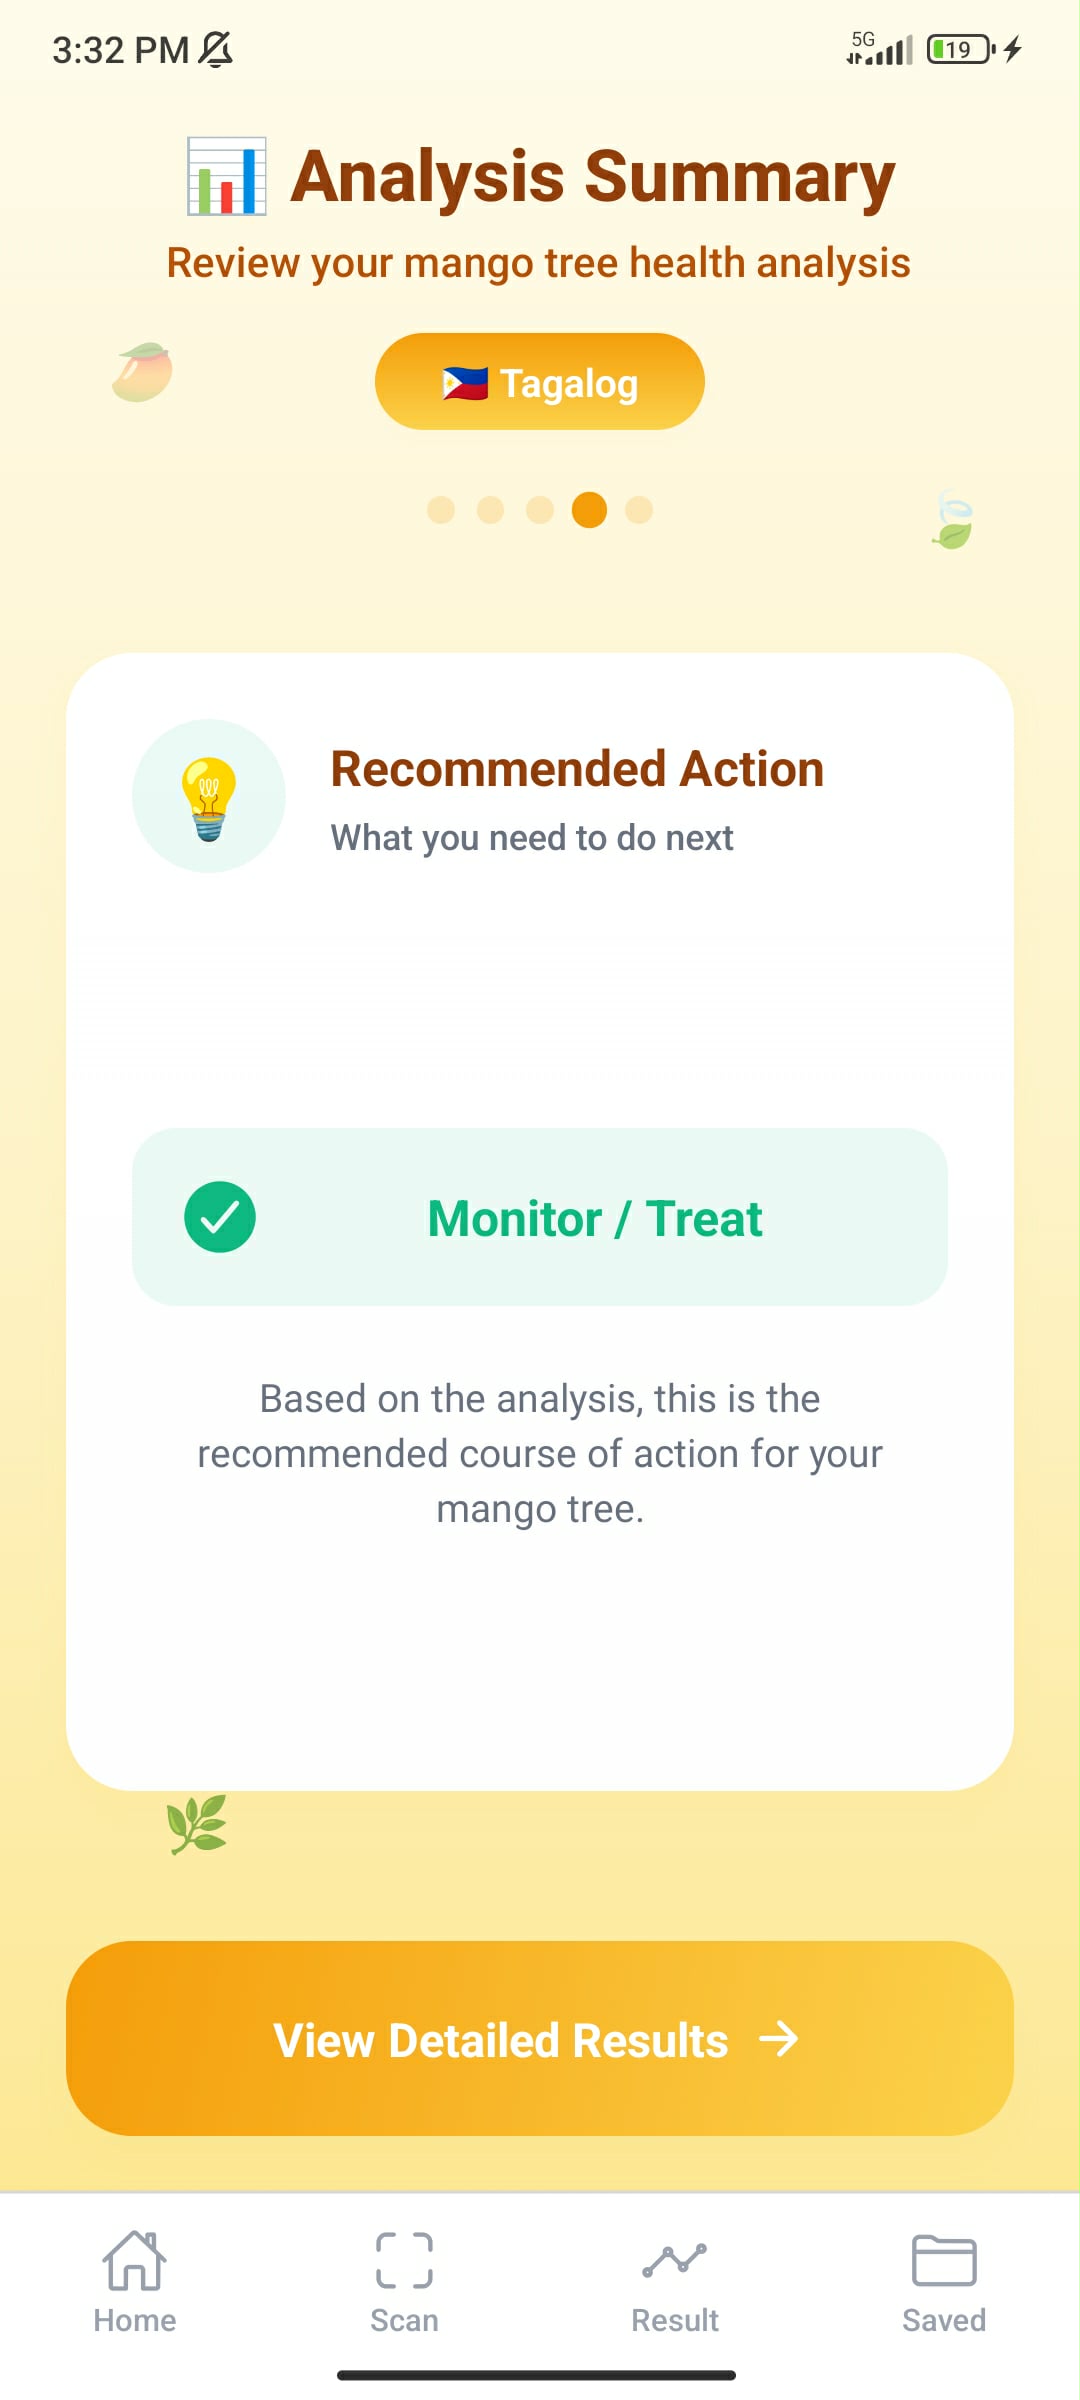 3:32 PM
5G
19
Analysis Summary
Review your mango tree health analysis
Tagalog
Recommended Action
What you need to do next
Monitor / Treat
Based on the analysis, this is the
recommended course of action for your
mango tree.
View Detailed Results
Home
Scan
Result
Saved